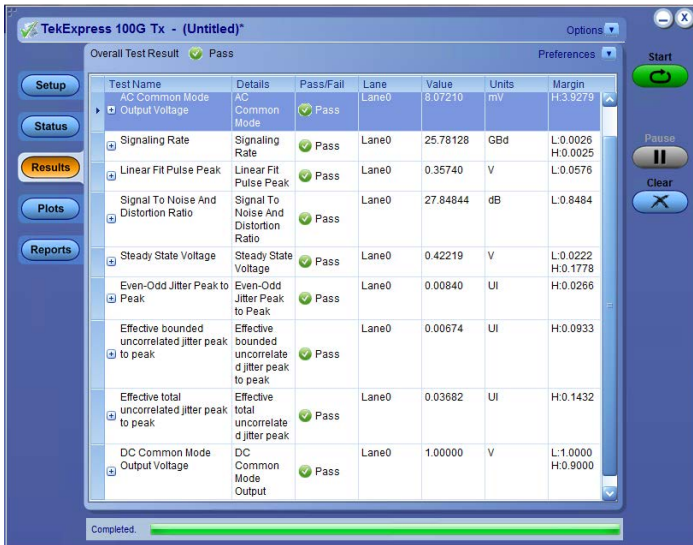 TekExpress 100G Tx - (Untitled)*
Options
Overall Test Result Pass
Preferences
Start
Setup
Status
Results
Plots
Reports
Pause
Clear
Test Name Details Pass/Fail Lane Value Units Margin
AC Common Mode Output Voltage AC Common Mode Pass Lane0 8.07210 mV H:3.9279
Signaling Rate Signaling Rate Pass Lane0 25.78128 GBd L:0.0026 H:0.0025
Linear Fit Pulse Peak Linear Fit Pulse Peak Pass Lane0 0.35740 V L:0.0576
Signal To Noise And Distortion Ratio Signal To Noise And Distortion Ratio Pass Lane0 27.84844 dB L:0.8484
Steady State Voltage Steady State Voltage Pass Lane0 0.42219 V L:0.0222 H:0.1778
Even-Odd Jitter Peak to Peak Even-Odd Jitter Peak to Peak Pass Lane0 0.00840 UI H:0.0266
Effective bounded uncorrelated jitter peak to peak Effective bounded uncorrelate d jitter peak to peak Pass Lane0 0.00674 UI H:0.0933
Effective total uncorrelated jitter peak to peak Effective total uncorrelate d jitter peak Pass Lane0 0.03682 UI H:0.1432
DC Common Mode Output Voltage DC Common Mode Output Pass Lane0 1.00000 V L:1.0000 H:0.9000
Completed.